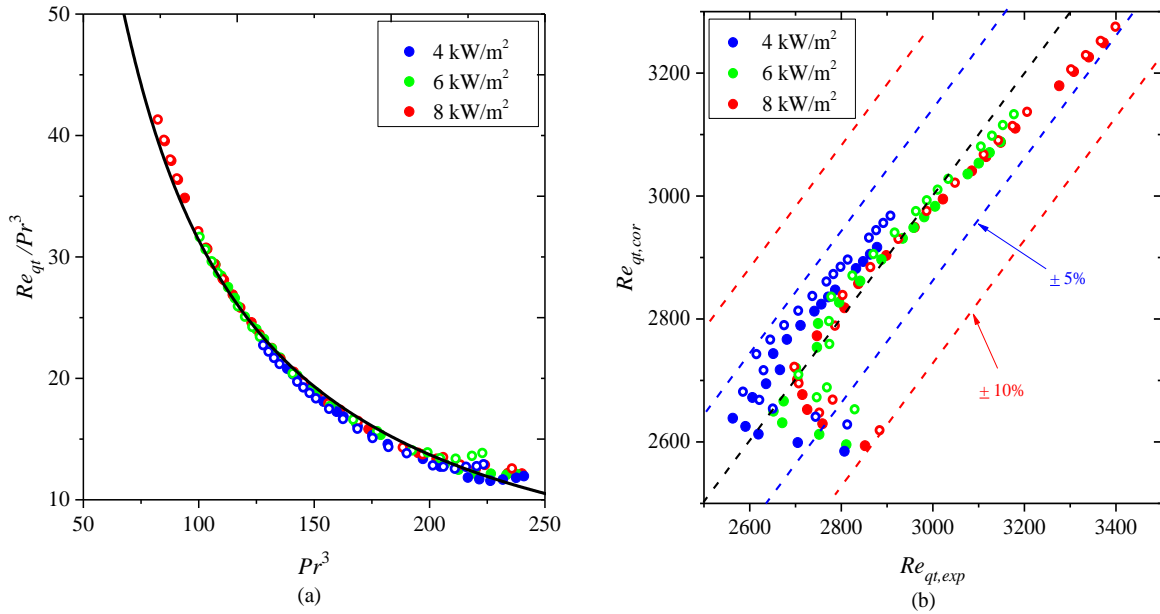 50
40
30
20
10
50
100
150
200
250
Re_qt/Pr^3
Pr^3
4 kW/m^2
6 kW/m^2
8 kW/m^2
(a)
3200
3000
2800
2600
2600
2800
3000
3200
3400
Re_qt.cor
Re_qt,exp
4 kW/m^2
6 kW/m^2
8 kW/m^2
± 5%
± 10%
(b)